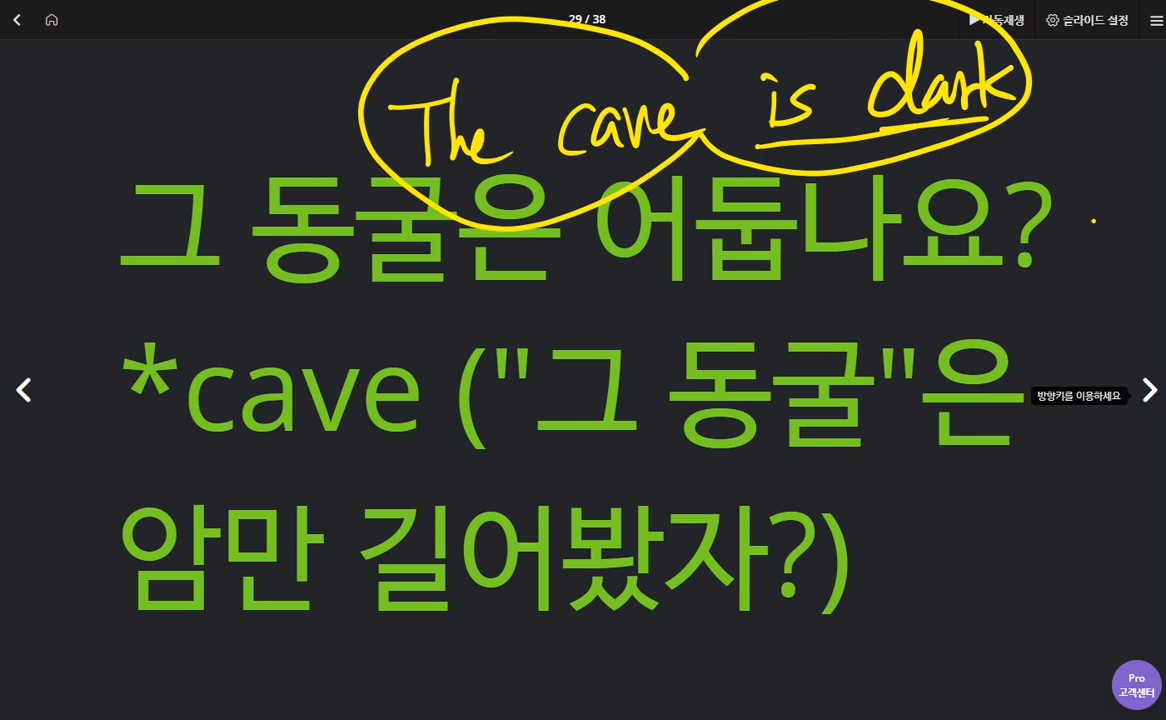 29 / 38
자동재생
슬라이드 설정
The cave is dark
그 동굴은 어둡나요?
*cave ("그 동굴"은
방향키를 이용하세요
암만 길어봤자?)
Pro
고객센터